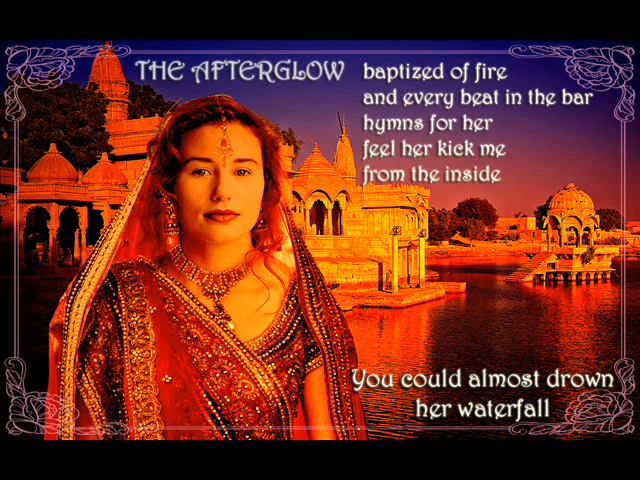 THE AFTERGLOW
baptized of fire
and every beat in the bar
hymns for her
feel her kick me
from the inside
You could almost drown
her waterfall